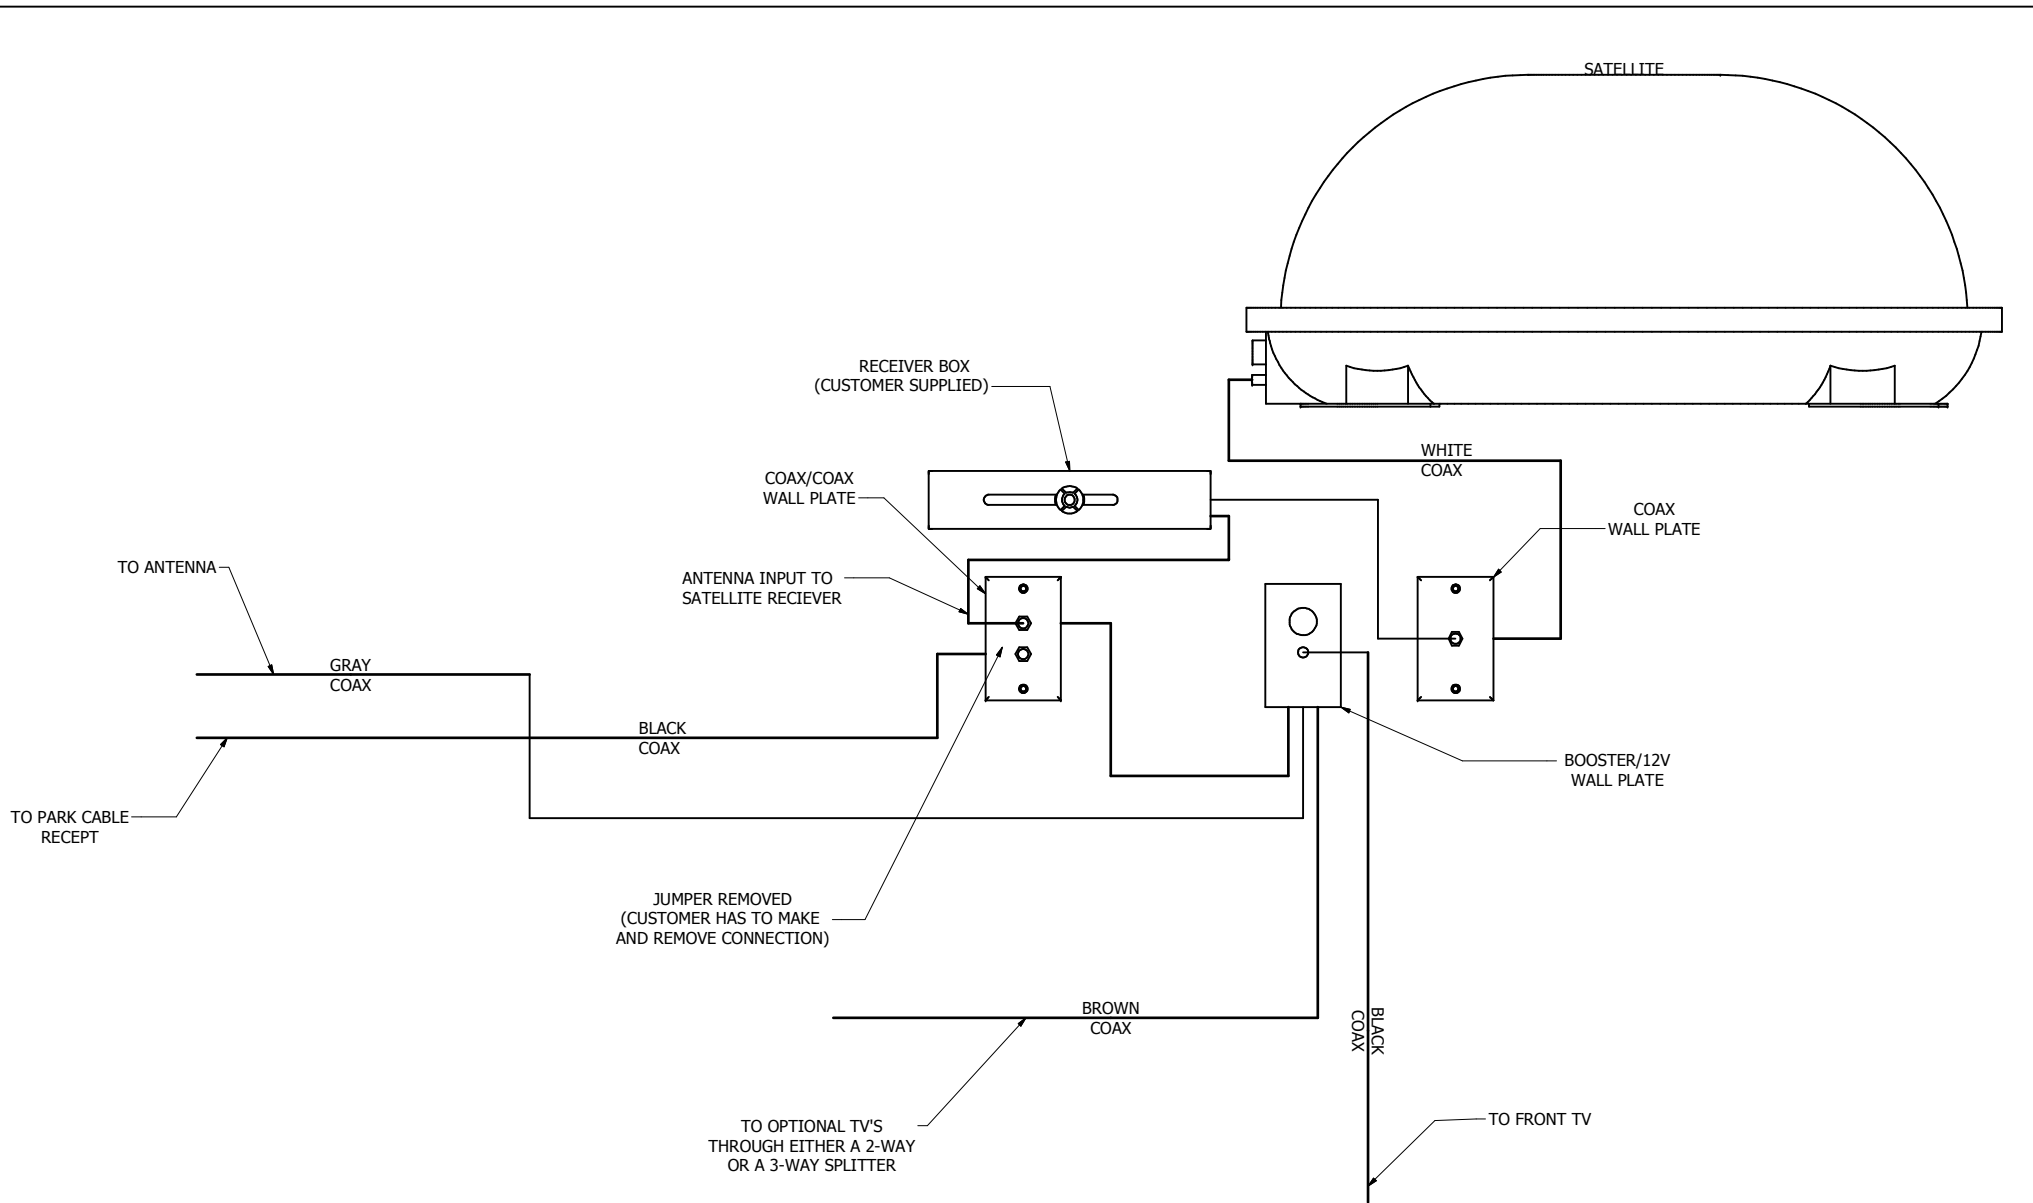 SATELLITE
RECEIVER BOX
(CUSTOMER SUPPLIED)
WHITE
COAX
COAX/COAX
WALL PLATE
COAX
WALL PLATE
TO ANTENNA
ANTENNA INPUT TO
SATELLITE RECIEVER
GRAY
COAX
BLACK
COAX
BOOSTER/12V
WALL PLATE
TO PARK CABLE
RECEPT
JUMPER REMOVED
(CUSTOMER HAS TO MAKE
AND REMOVE CONNECTION)
BROWN
COAX
BLACK
COAX
TO OPTIONAL TV'S
THROUGH EITHER A 2-WAY
OR A 3-WAY SPLITTER
TO FRONT TV